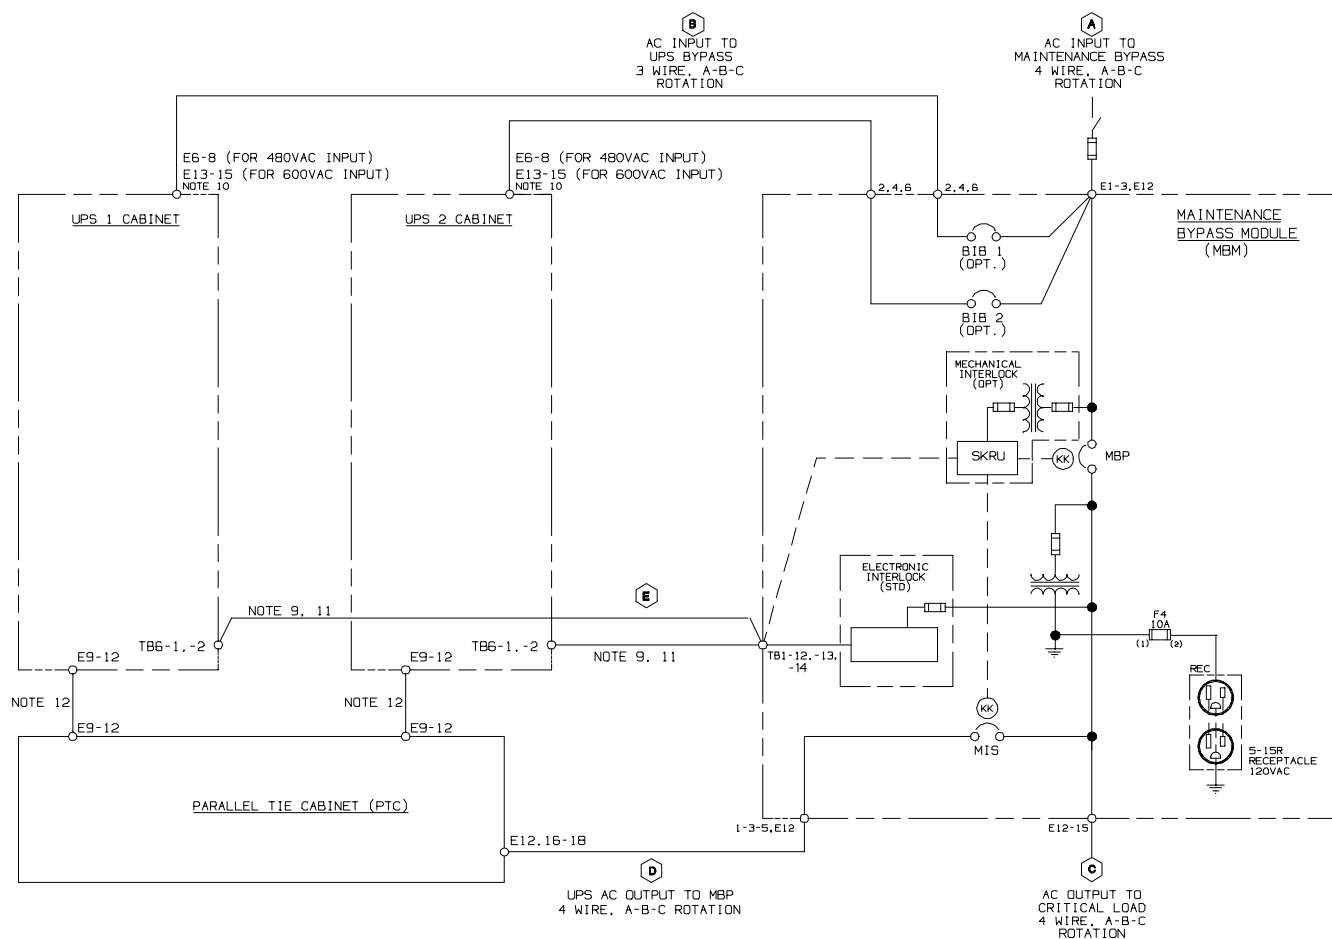 B
AC INPUT TO
UPS BYPASS
3 WIRE, A-B-C
ROTATION
A
AC INPUT TO
MAINTENANCE BYPASS
4 WIRE, A-B-C
ROTATION
E6-8 (FOR 480VAC INPUT)
E13-15 (FOR 600VAC INPUT)
NOTE 10
E6-8 (FOR 480VAC INPUT)
E13-15 (FOR 600VAC INPUT)
NOTE 10
2,4,6
2,4,6
E1-3,E12
UPS 1 CABINET
UPS 2 CABINET
MAINTENANCE
BYPASS MODULE
(MBM)
BIB 1
(OPT.)
BIB 2
(OPT.)
MECHANICAL
INTERLOCK
(OPT)
SKRU
KK
MBP
ELECTRONIC
INTERLOCK
(STD)
E
NOTE 9, 11
TB6-1,-2
TB6-1,-2
NOTE 9, 11
TB1-12,-13,
-14
F4
10A
(1)
(2)
REC
E9-12
E9-12
NOTE 12
NOTE 12
E9-12
E9-12
KK
MIS
5-15R
RECEPTACLE
120VAC
PARALLEL TIE CABINET (PTC)
1-3-5,E12
E12-15
E12,16-18
D
UPS AC OUTPUT TO MBP
4 WIRE, A-B-C ROTATION
C
AC OUTPUT TO
CRITICAL LOAD
4 WIRE, A-B-C
ROTATION